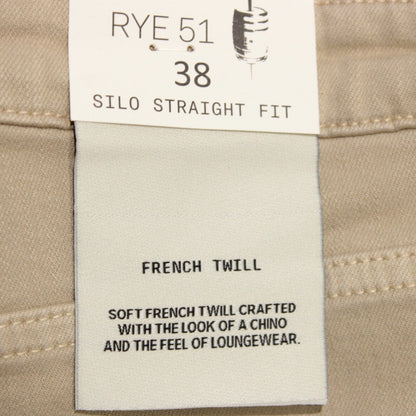 RYE 51
38
SILO STRAIGHT FIT
FRENCH TWILL
SOFT FRENCH TWILL CRAFTED
WITH THE LOOK OF A CHINO
AND THE FEEL OF LOUNGEWEAR.